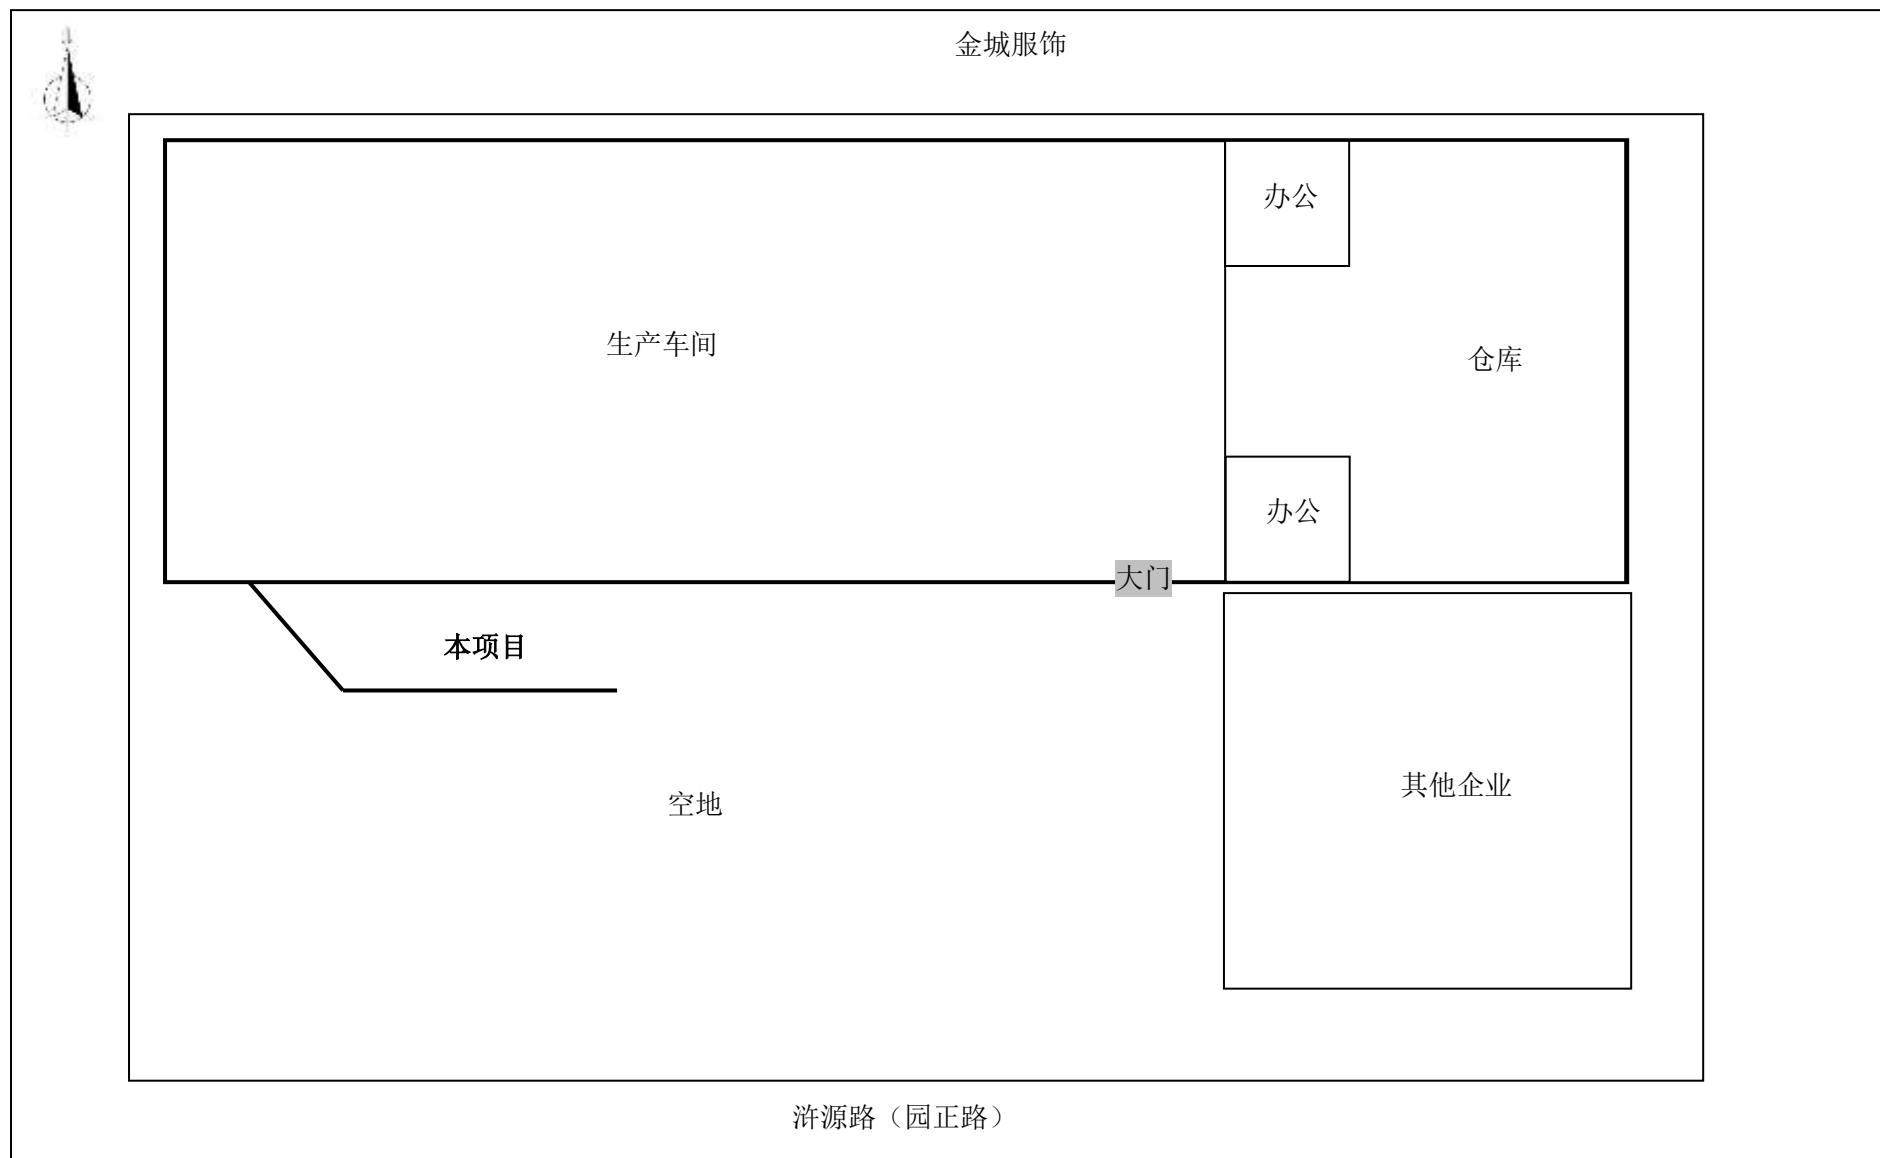 金城服饰
办公
生产车间
仓库
办公
大门
本项目
其他企业
空地
浒源路（园正路）